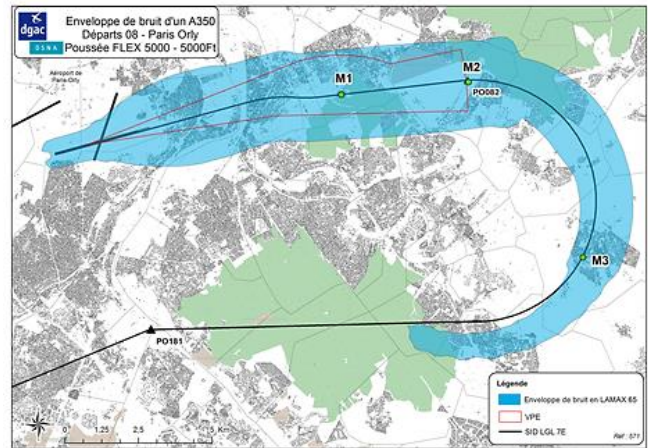 dgac
DSNA
Enveloppe de bruit d'un A350
Départs 08 - Paris Orly
Poussée FLEX 5000 - 5000Ft
Aéroport de
Paris-Orly
M1
M2
PO082
M3
PO181
0
1,25
2,5
5 Km
Légende
Enveloppe de bruit en LAMAX 65
VPE
SID LGL 7E